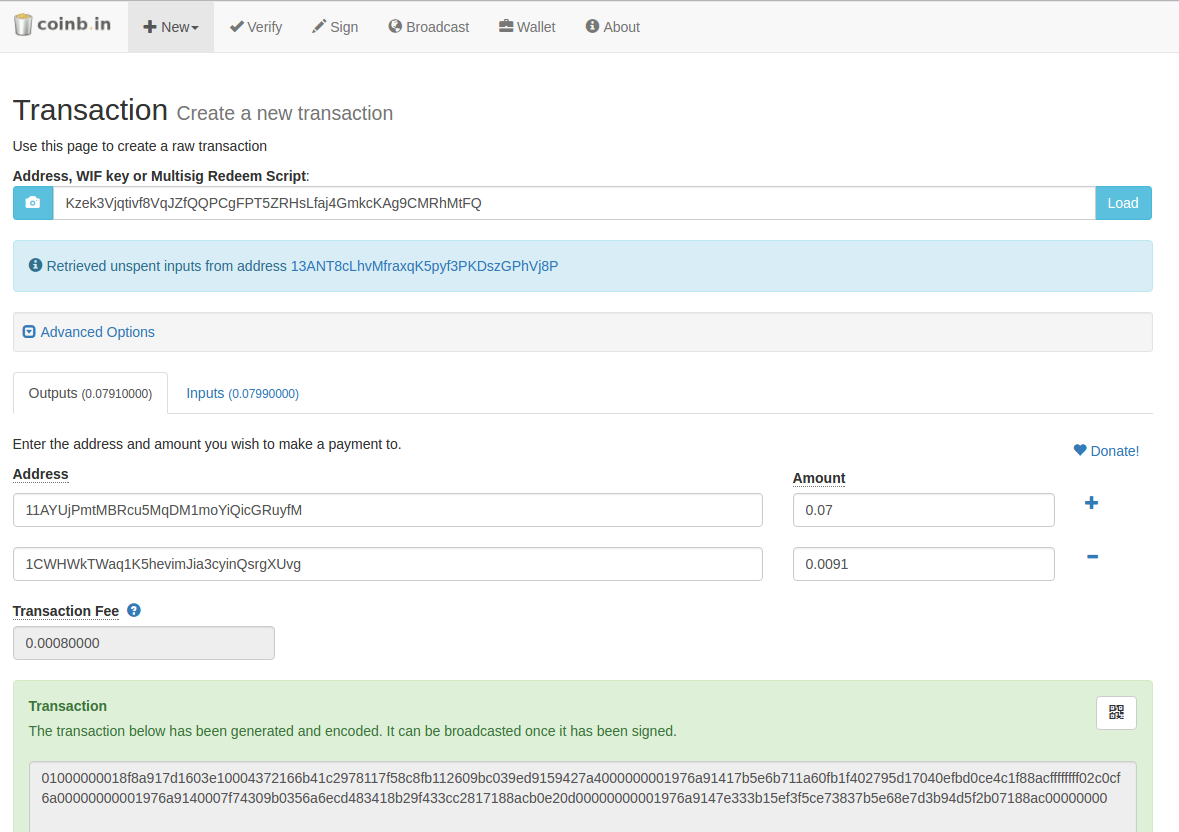 coinb.in
New
Verify
Sign
Broadcast
Wallet
About
Transaction Create a new transaction
Use this page to create a raw transaction
Address, WIF key or Multisig Redeem Script:
Kzek3Vjqtivf8VqJZfQQPCgFPT5ZRHsLfaj4GmkcKAg9CMRhMtFQ
Load
Retrieved unspent inputs from address 13ANT8cLhvMfraxqK5pyf3PKDszGPhVj8P
Advanced Options
Outputs (0.07910000)
Inputs (0.07990000)
Enter the address and amount you wish to make a payment to.
Donate!
Address
Amount
11AYUjPmtMBRcu5MqDM1moYiQicGRuyfM
0.07
1CWHWkTWaq1K5hevimJia3cyinQsrgXUvg
0.0091
Transaction Fee
0.00080000
Transaction
The transaction below has been generated and encoded. It can be broadcasted once it has been signed.
01000000018f8a917d1603e10004372166b41c2978117f58c8fb112609bc039ed9159427a4000000001976a91417b5e6b711a60fb1f402795d17040efbd0ce4c1f88acffffffff02c0cf
6a00000000001976a9140007f74309b0356a6ecd483418b29f433cc2817188acb0e20d00000000001976a9147e333b15ef3f5ce73837b5e68e7d3b94d5f2b07188ac00000000